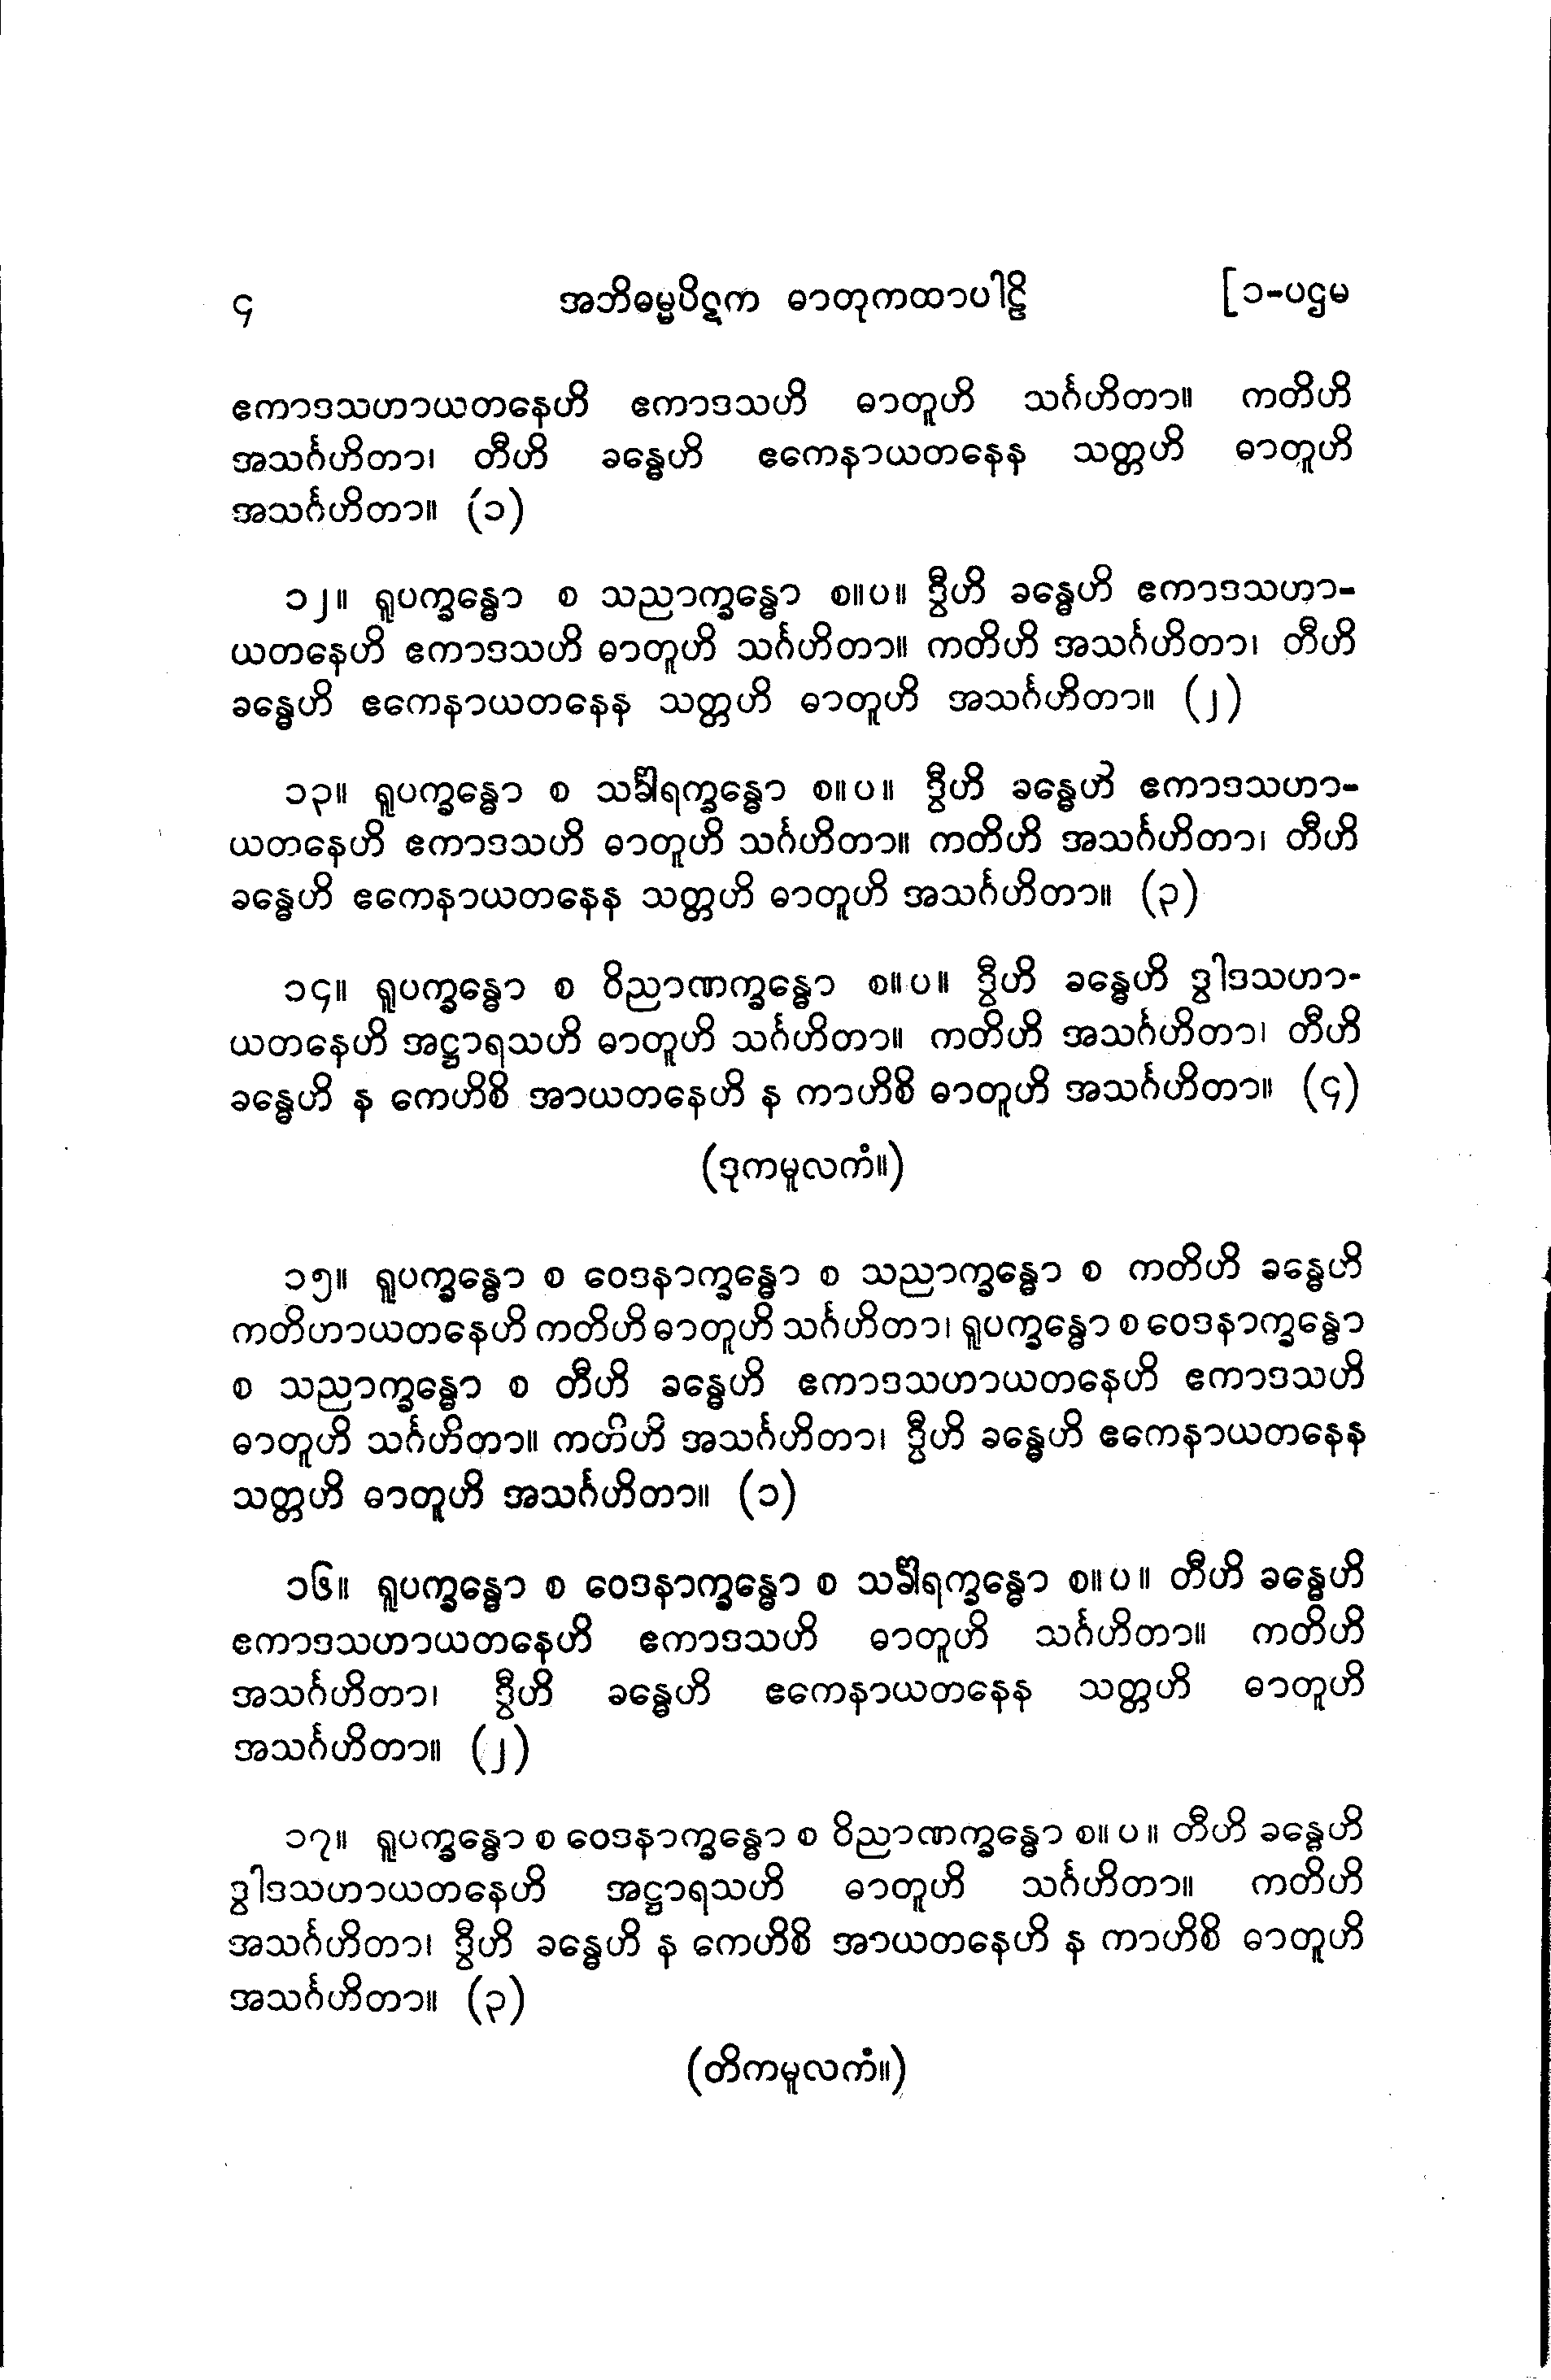 ၄ အဘိဓမ္မပိဋက ဓာတုကထာပါဠိ [၁-ပဌမ
ဧကာဒသဟာယတနေဟိ ဧကာဒသဟိ ဓာတူဟိ သင်္ဂဟိတာ။ ကတိဟိ
အသင်္ဂဟိတာ၊ တီဟိ ခန္ဓေဟိ ဧကေနာယတနေန သတ္တဟိ ဓာတူဟိ
အသင်္ဂဟိတာ။ (၁)
၁၂။ ရူပက္ခန္ဓော စ သညာက္ခန္ဓော စ။ပ။ ဒွီဟိ ခန္ဓေဟိ ဧကာဒသဟာ-
ယတနေဟိ ဧကာဒသဟိ ဓာတူဟိ သင်္ဂဟိတာ။ ကတိဟိ အသင်္ဂဟိတာ၊ တီဟိ
ခန္ဓေဟိ ဧကေနာယတနေန သတ္တဟိ ဓာတူဟိ အသင်္ဂဟိတာ။ (၂)
၁၃။ ရူပက္ခန္ဓော စ သင်္ခါရက္ခန္ဓော စ။ပ။ ဒွီဟိ ခန္ဓေဟိ ဧကာဒသဟာ-
ယတနေဟိ ဧကာဒသဟိ ဓာတူဟိ သင်္ဂဟိတာ။ ကတိဟိ အသင်္ဂဟိတာ၊ တီဟိ
ခန္ဓေဟိ ဧကေနာယတနေန သတ္တဟိ ဓာတူဟိ အသင်္ဂဟိတာ။ (၃)
၁၄။ ရူပက္ခန္ဓော စ ဝိညာဏက္ခန္ဓော စ။ပ။ ဒွီဟိ ခန္ဓေဟိ ဒွါဒသဟာ-
ယတနေဟိ အဋ္ဌာရသဟိ ဓာတူဟိ သင်္ဂဟိတာ။ ကတိဟိ အသင်္ဂဟိတာ၊ တီဟိ
ခန္ဓေဟိ န ကေဟိစိ အာယတနေဟိ န ကာဟိစိ ဓာတူဟိ အသင်္ဂဟိတာ။ (၄)
(ဒုကမူလကံ။)
၁၅။ ရူပက္ခန္ဓော စ ဝေဒနာက္ခန္ဓော စ သညာက္ခန္ဓော စ ကတိဟိ ခန္ဓေဟိ
ကတိဟာယတနေဟိ ကတိဟိ ဓာတူဟိ သင်္ဂဟိတာ၊ ရူပက္ခန္ဓော စ ဝေဒနာက္ခန္ဓော
စ သညာက္ခန္ဓော စ တီဟိ ခန္ဓေဟိ ဧကာဒသဟာယတနေဟိ ဧကာဒသဟိ
ဓာတူဟိ သင်္ဂဟိတာ။ ကတိဟိ အသင်္ဂဟိတာ၊ ဒွီဟိ ခန္ဓေဟိ ဧကေနာယတနေန
သတ္တဟိ ဓာတူဟိ အသင်္ဂဟိတာ။ (၁)
၁၆။ ရူပက္ခန္ဓော စ ဝေဒနာက္ခန္ဓော စ သင်္ခါရက္ခန္ဓော စ။ပ။ တီဟိ ခန္ဓေဟိ
ဧကာဒသဟာယတနေဟိ ဧကာဒသဟိ ဓာတူဟိ သင်္ဂဟိတာ။ ကတိဟိ
အသင်္ဂဟိတာ၊ ဒွီဟိ ခန္ဓေဟိ ဧကေနာယတနေန သတ္တဟိ ဓာတူဟိ
အသင်္ဂဟိတာ။ (၂)
၁၇။ ရူပက္ခန္ဓော စ ဝေဒနာက္ခန္ဓော စ ဝိညာဏက္ခန္ဓော စ။ပ။ တီဟိ ခန္ဓေဟိ
ဒွါဒသဟာယတနေဟိ အဋ္ဌာရသဟိ ဓာတူဟိ သင်္ဂဟိတာ။ ကတိဟိ
အသင်္ဂဟိတာ၊ ဒွီဟိ ခန္ဓေဟိ န ကေဟိစိ အာယတနေဟိ န ကာဟိစိ ဓာတူဟိ
အသင်္ဂဟိတာ။ (၃)
(တိကမူလကံ။)